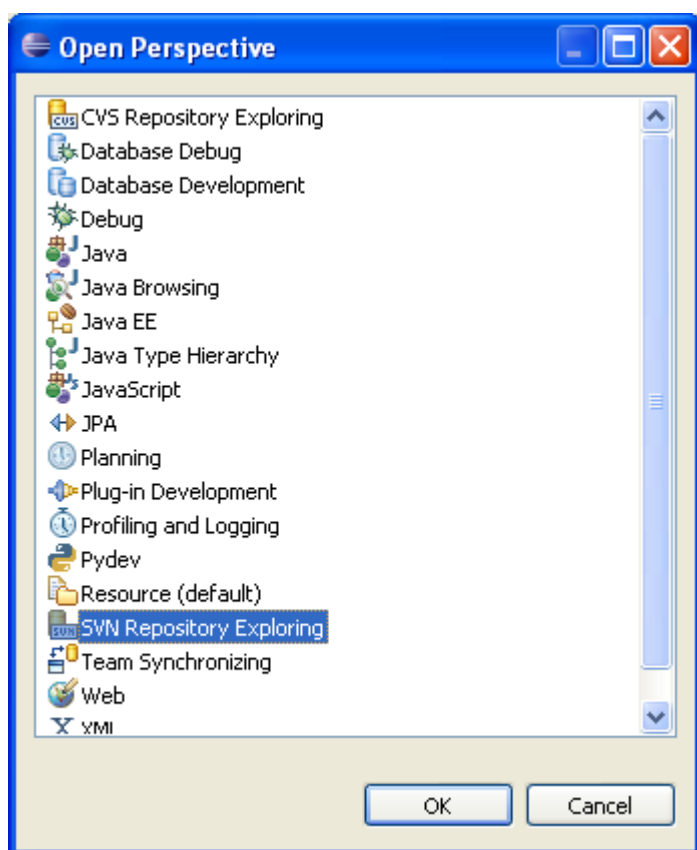 Open Perspective
CVS Repository Exploring
Database Debug
Database Development
Debug
Java
Java Browsing
Java EE
Java Type Hierarchy
JavaScript
JPA
Planning
Plug-in Development
Profiling and Logging
Pydev
Resource (default)
SVN Repository Exploring
Team Synchronizing
Web
XML
OK
Cancel